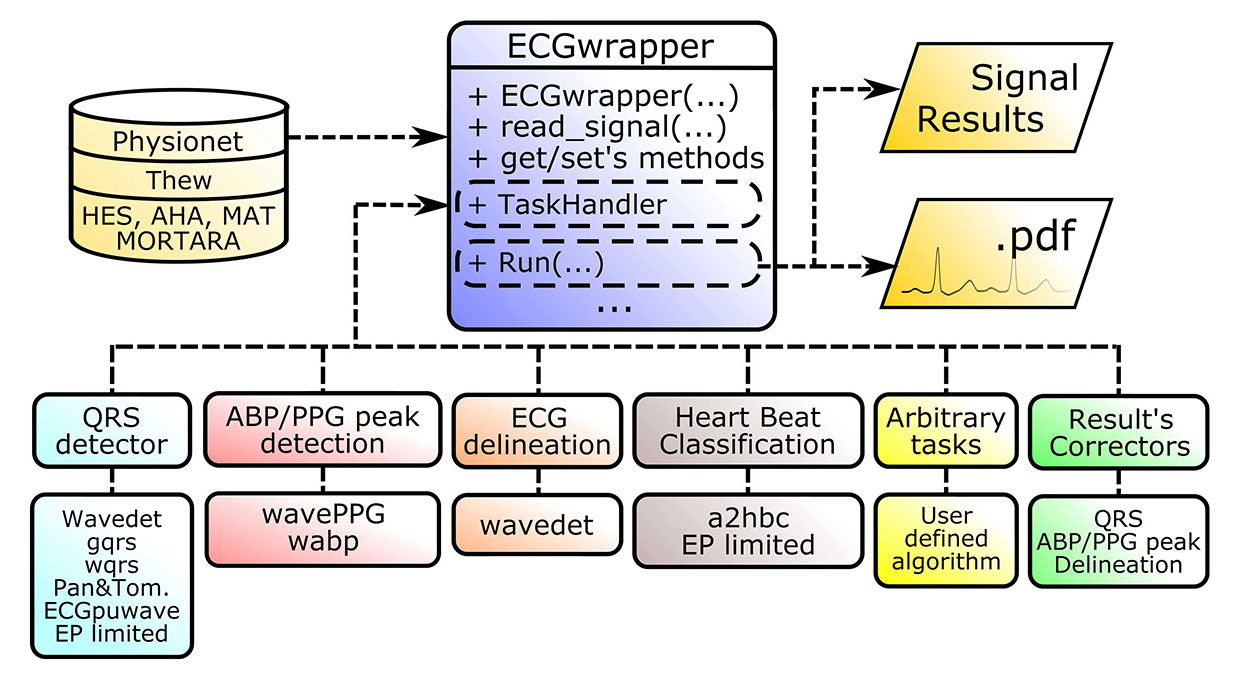 ECGwrapper
+ ECGwrapper(...)
+ read_signal(...)
+ get/set's methods
+ TaskHandler
+ Run(...)
...
Physionet
Thew
HES, AHA, MAT
MORTARA
Signal
Results
.pdf
QRS
detector
ABP/PPG peak
detection
ECG
delineation
Heart Beat
Classification
Arbitrary
tasks
Result's
Correctors
Wavedet
gqrs
wqrs
Pan&Tom.
ECGpuwave
EP limited
wavePPG
wabp
wavedet
a2hbc
EP limited
User
defined
algorithm
QRS
ABP/PPG peak
Delineation